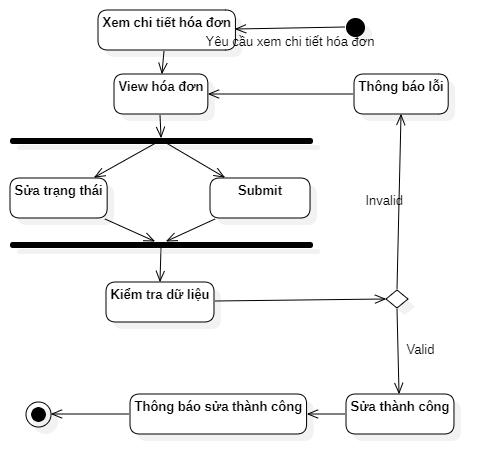 Xem chi tiết hóa đơn
Yêu cầu xem chi tiết hóa đơn
View hóa đơn
Thông báo lỗi
Sửa trạng thái
Submit
Invalid
Kiểm tra dữ liệu
Valid
Thông báo sửa thành công
Sửa thành công